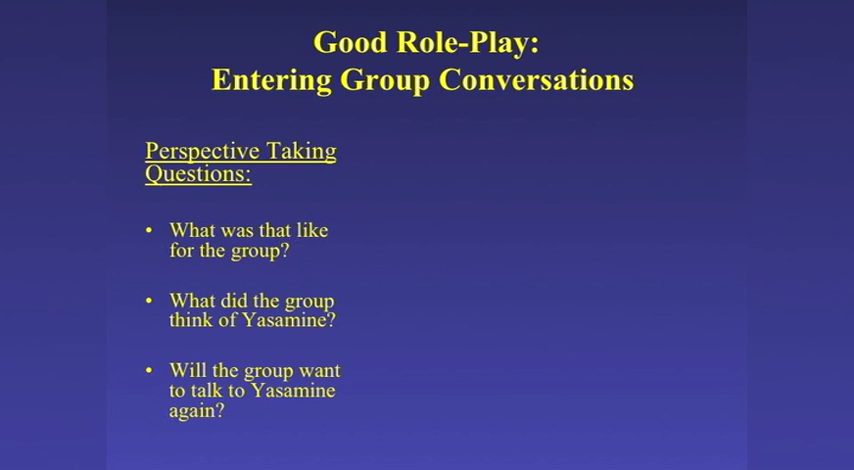 Good Role-Play:
Entering Group Conversations
Perspective Taking
Questions:
• What was that like
for the group?
• What did the group
think of Yasamine?
• Will the group want
to talk to Yasamine
again?